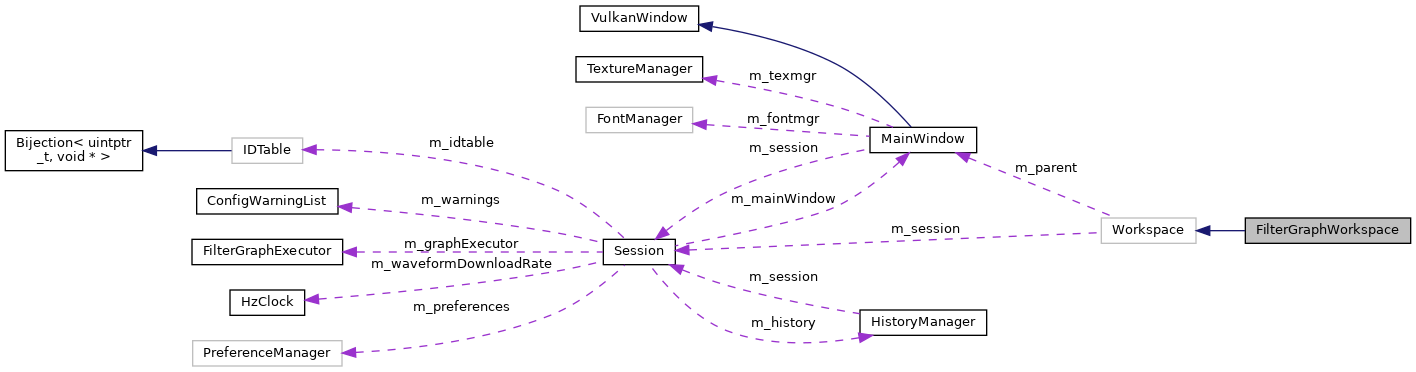 VulkanWindow
TextureManager
m_texmgr
FontManager
m_fontmgr
MainWindow
Bijection< uintptr
_t, void * >
IDTable
m_idtable
m_session
m_parent
ConfigWarningList
m_warnings
m_mainWindow
Workspace
FilterGraphWorkspace
m_session
FilterGraphExecutor
m_graphExecutor
Session
m_waveformDownloadRate
m_session
HzClock
m_preferences
m_history
HistoryManager
PreferenceManager